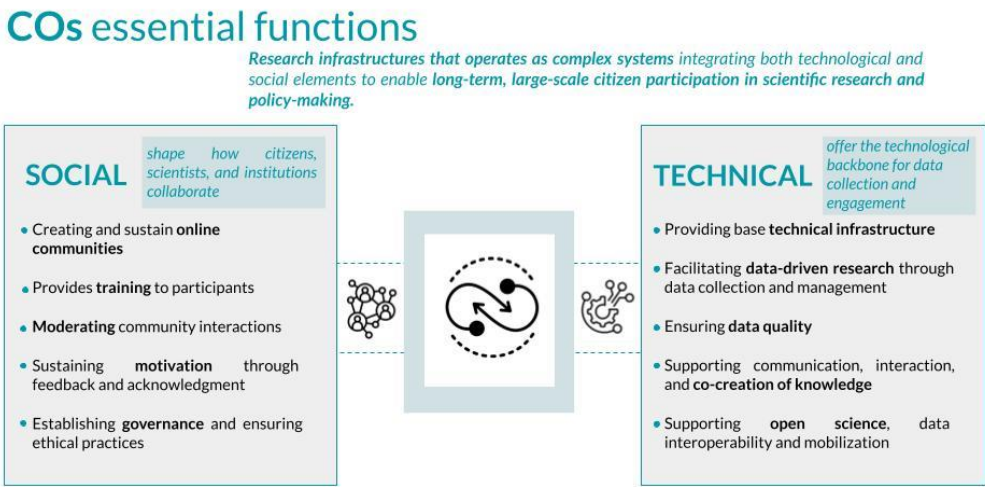 COs essential functions
Research infrastructures that operates as complex systems integrating both technological and
social elements to enable long-term, large-scale citizen participation in scientific research and
policy-making.
SOCIAL
shape how citizens,
scientists, and institutions
collaborate
• Creating and sustain online
communities
• Provides training to participants
• Moderating community interactions
• Sustaining motivation through
feedback and acknowledgment
• Establishing governance and ensuring
ethical practices
TECHNICAL
offer the technological
backbone for data
collection and
engagement
• Providing base technical infrastructure
• Facilitating data-driven research through
data collection and management
• Ensuring data quality
• Supporting communication, interaction,
and co-creation of knowledge
• Supporting open science, data
interoperability and mobilization